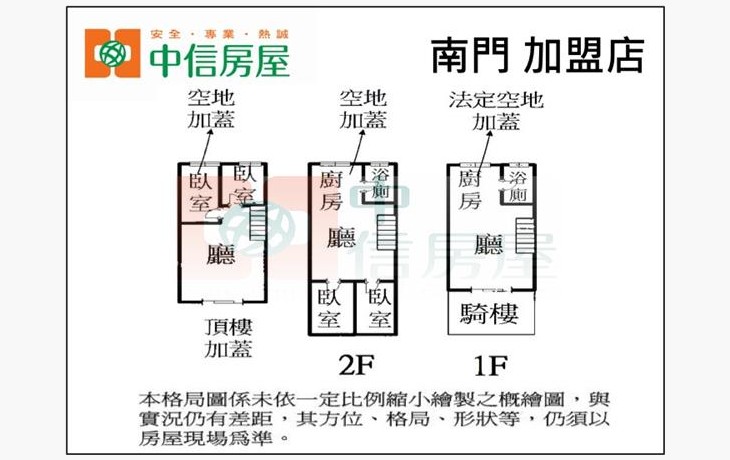 安全・專業・熱誠
中信房屋
南門 加盟店
空地
加蓋
空地
加蓋
法定空地
加蓋
臥室
臥室
廳
頂樓
加蓋
廚房
浴廁
廳
臥室
臥室
2F
廚房
浴廁
廳
騎樓
1F
中信房屋
本格局圖係未依一定比例縮小繪製之概繪圖，與
實況仍有差距，其方位、格局、形狀等，仍須以
房屋現場為準。